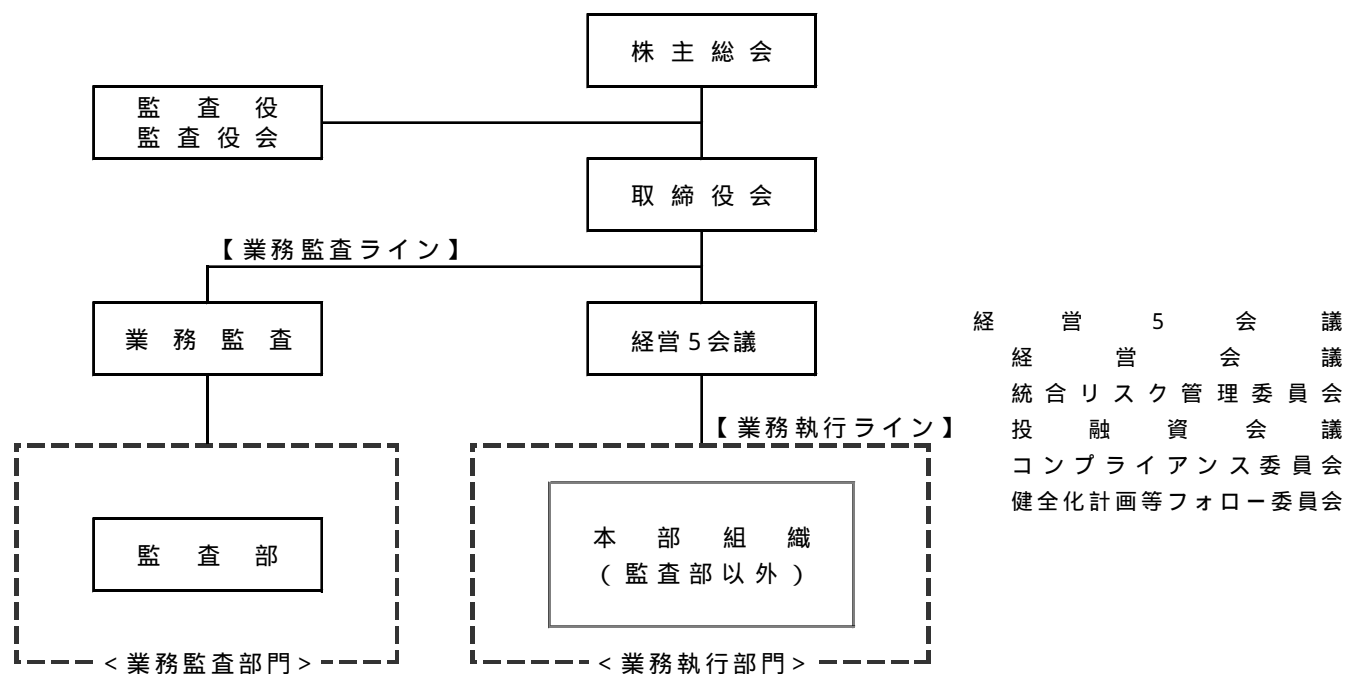 株主総会
監査役
監査役会
取締役会
【業務監査ライン】
業務監査
経営5会議
【業務執行ライン】
経営5会議
経営会議
統合リスク管理委員会
投融資会議
コンプライアンス委員会
健全化計画等フォロー委員会
監査部
本部組織
(監査部以外)
<業務監査部門>
<業務執行部門>